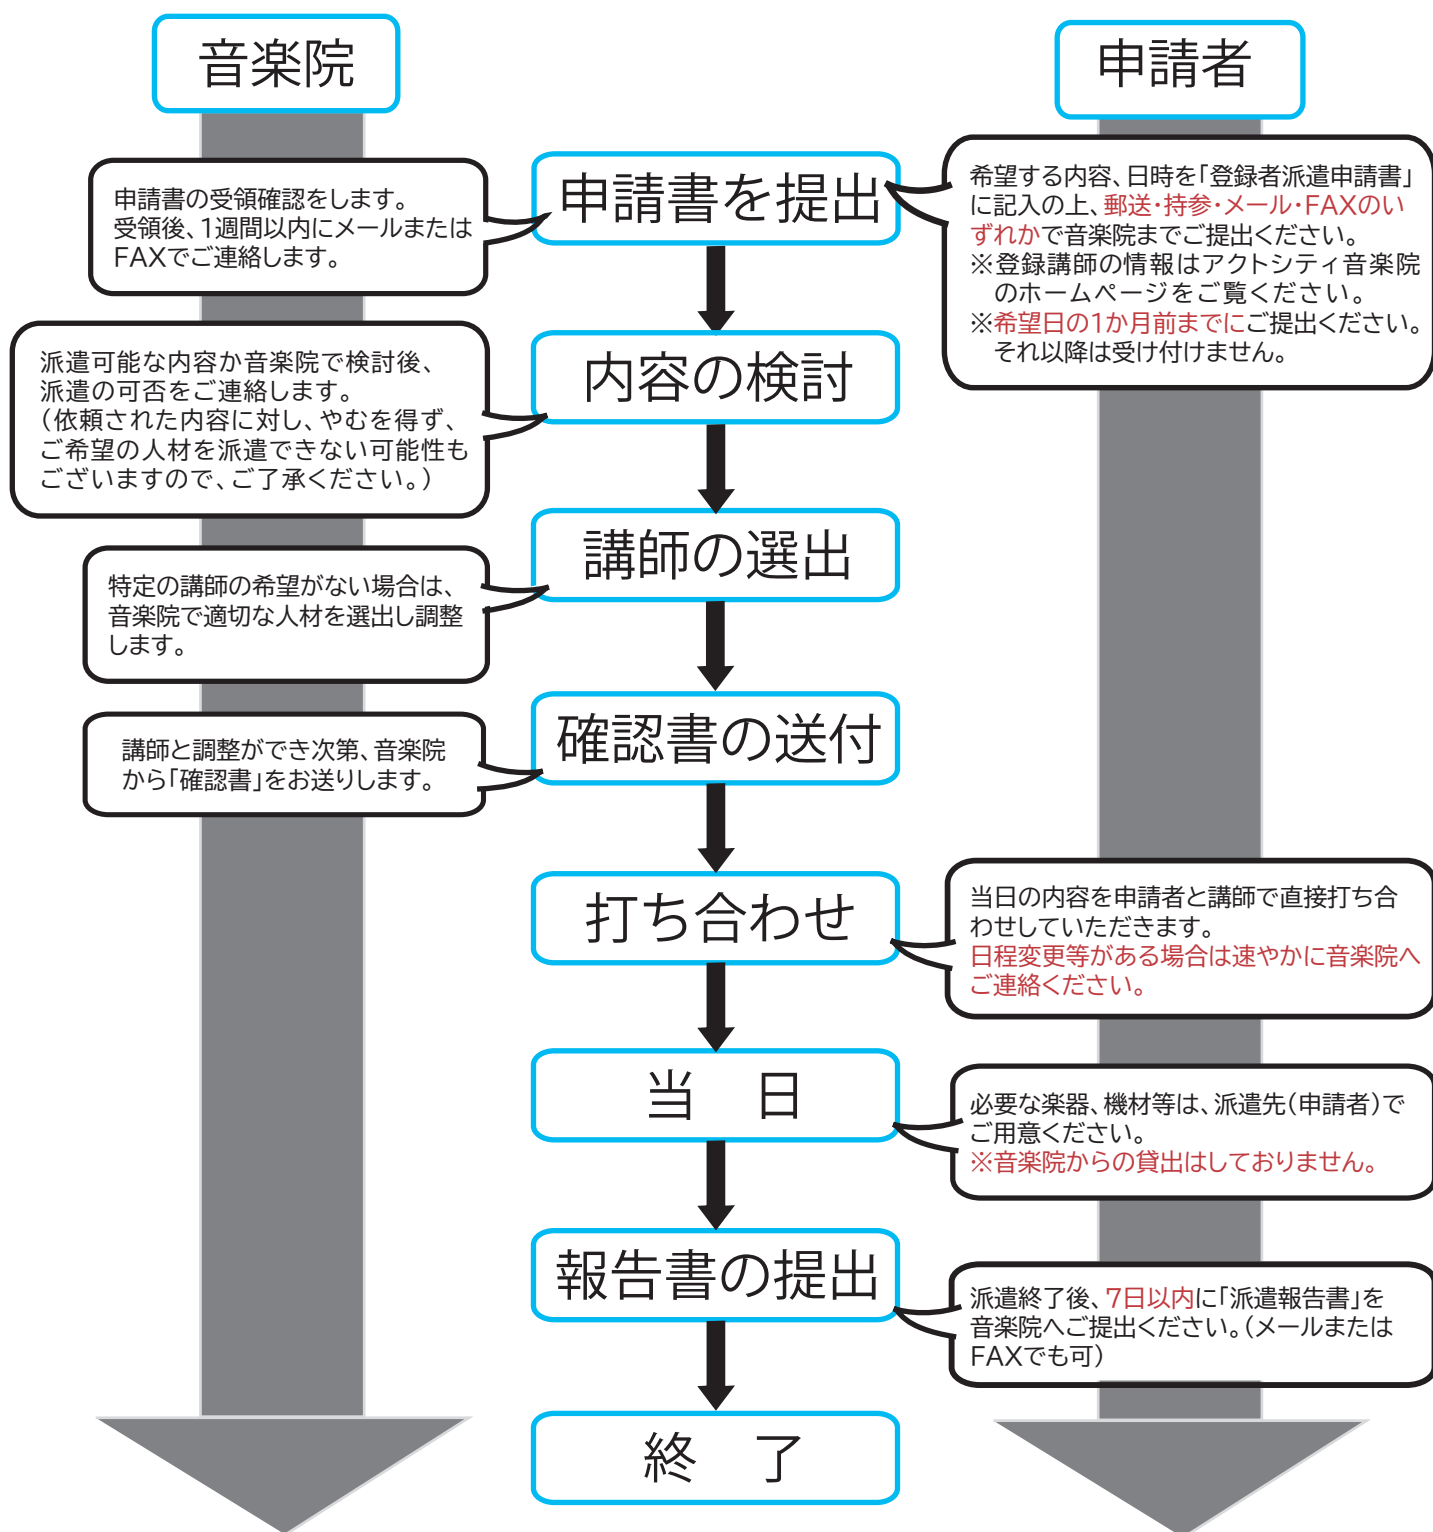 音楽院
申請者
申請書を提出
申請書の受領確認をします。
受領後、1週間以内にメールまたは
FAXでご連絡します。
希望する内容、日時を「登録者派遣申請書」
に記入の上、郵送・持参・メール・FAXのい
ずれかで音楽院までご提出ください。
※登録講師の情報はアクトシティ音楽院
のホームページをご覧ください。
※希望日の1か月前までにご提出ください。
それ以降は受け付けません。
内容の検討
派遣可能な内容か音楽院で検討後、
派遣の可否をご連絡します。
(依頼された内容に対し、やむを得ず、
ご希望の人材を派遣できない可能性も
ございますので、ご了承ください。)
講師の選出
特定の講師の希望がない場合は、
音楽院で適切な人材を選出し調整
します。
確認書の送付
講師と調整ができ次第、音楽院
から「確認書」をお送りします。
打ち合わせ
当日の内容を申請者と講師で直接打ち合
わせしていただきます。
日程変更等がある場合は速やかに音楽院へ
ご連絡ください。
当　日
必要な楽器、機材等は、派遣先(申請者)で
ご用意ください。
※音楽院からの貸出はしておりません。
報告書の提出
派遣終了後、7日以内に「派遣報告書」を
音楽院へご提出ください。(メールまたは
FAXでも可)
終　了